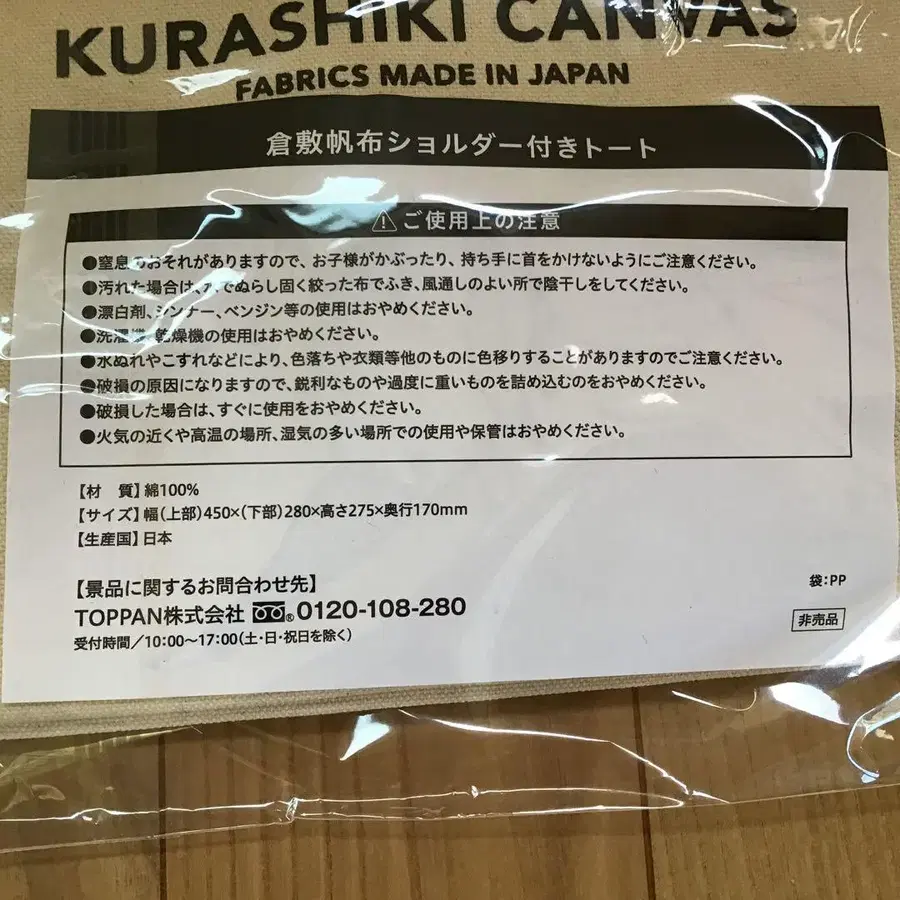 KURASHIKI CANVAS
FABRICS MADE IN JAPAN
倉敷帆布ショルダー付きトート
⚠ご使用上の注意
●窒息のおそれがありますので、お子様がかぶったり、持ち手に首をかけないようにご注意ください。
●汚れた場合は、水でぬらし固く絞った布でふき、風通しのよい所で陰干しをしてください。
●漂白剤、シンナー、ベンジン等の使用はおやめください。
●洗濯機、乾燥機の使用はおやめください。
●水ぬれやこすれなどにより、色落ちや衣類等他のものに色移りすることがありますのでご注意ください。
●破損の原因になりますので、鋭利なものや過度に重いものを詰め込むのをおやめください。
●破損した場合は、すぐに使用をおやめください。
●火気の近くや高温の場所、湿気の多い場所での使用や保管はおやめください。
【材　質】綿100%
【サイズ】幅(上部)450×(下部)280×高さ275×奥行170mm
【生産国】日本
【景品に関するお問合わせ先】
TOPPAN株式会社 ®0120-108-280
受付時間/10:00〜17:00(土・日・祝日を除く)
袋:PP
非売品